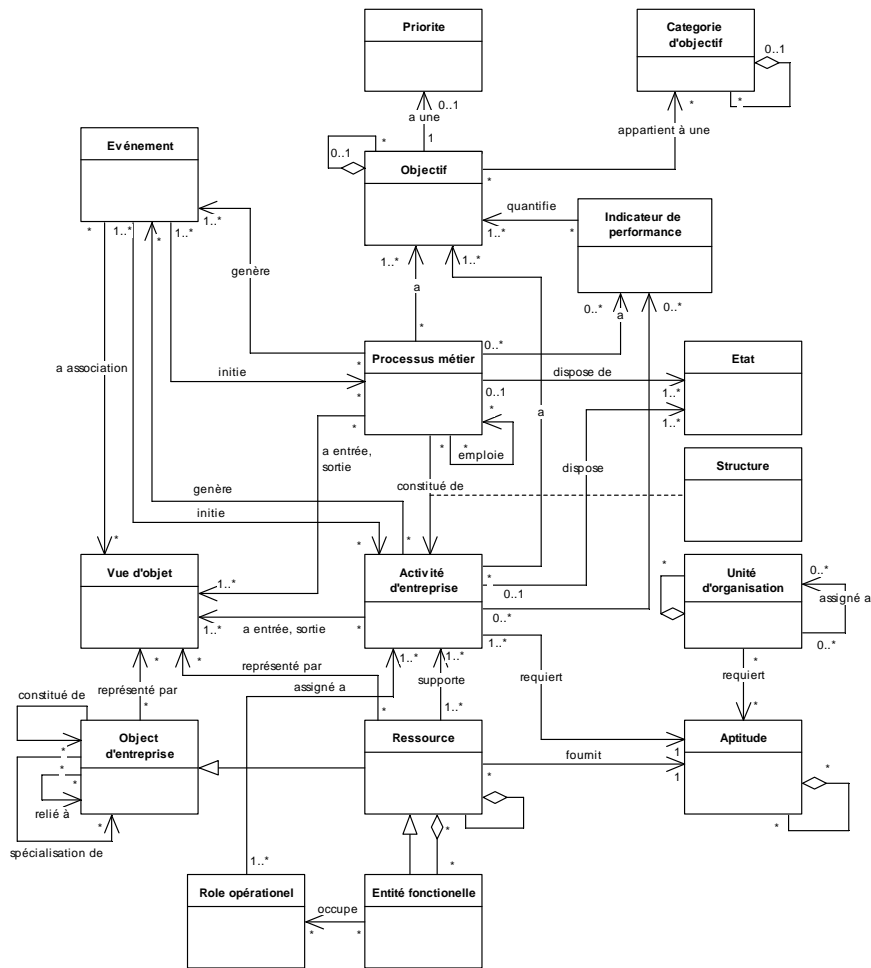 Priorite
Categorie
d'objectif
0..1
*
0..1
a une
1
*
appartient à une
Evénement
*
0..1
Objectif
*
quantifie
Indicateur de
performance
1..*
*
1..*
* 1..* * 1..*
1..* 1..*
genère
a
0..* a 0..*
*
0..*
Processus métier
*
dispose de
Etat
a association
initie
*
0..1
1..*
1..*
*
*
a
a entrée,
sortie
* *
emploie
Structure
constitué de
dispose
genère
initie
*
* *
Vue d'objet
1..*
Activité
d'entreprise
*
0..1
*
Unité
d'organisation
0..*
assigné a
0..*
1..*
a entrée, sortie
*
0..*
1..*
* *
représenté par
1..* 1..*
*
requiert
requiert
constitué de
représenté par
assigné a
supporte
*
*
1..*
*
Object
d'entreprise
Ressource
fournit
1
1
Aptitude
*
*
*
*
*
relié à
*
*
*
spécialisation de
1..*
*
Role opérationel
Entité fonctionelle
occupe
* *